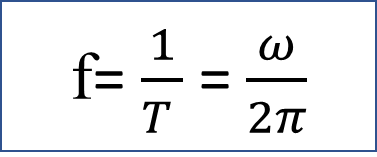 f= 1/T = ω/2π